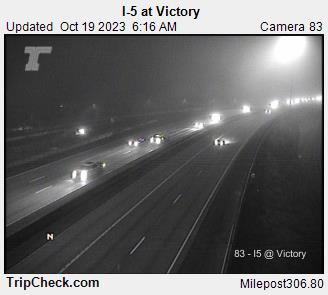 I-5 at Victory
Updated Oct 19 2023 6:16 AM Camera 83
T
N
83 - I5 @ Victory
TripCheck.com Milepost306.80